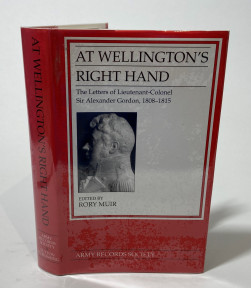 AT WELLINGTON'S
RIGHT HAND
The Letters of Lieutenant-Colonel
Sir Alexander Gordon, 1808–1815
EDITED BY
RORY MUIR
ARMY RECORDS SOCIETY
AT WELLINGTON'S RIGHT HAND